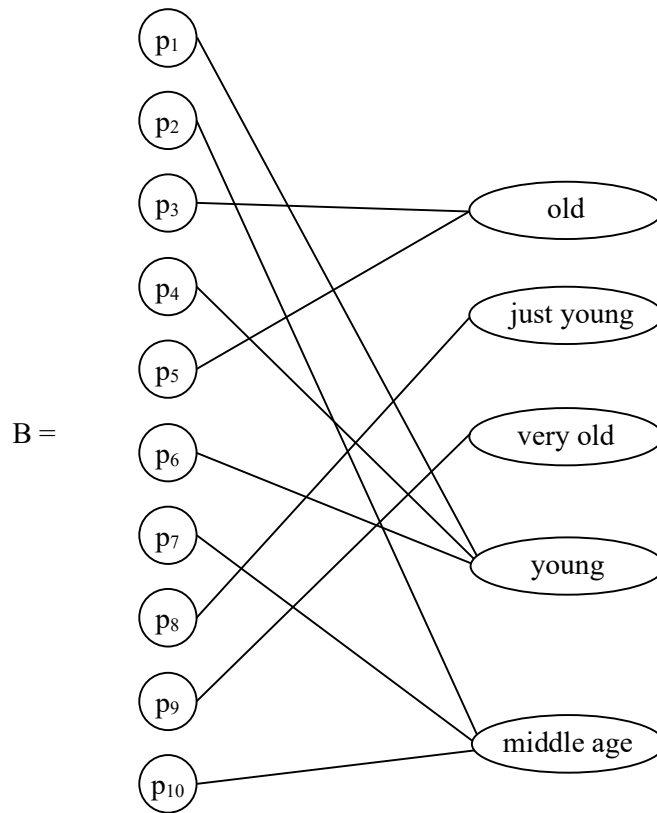 B =
p₁
p₂
p₃
p₄
p₅
p₆
p₇
p₈
p₉
p₁₀
old
just young
very old
young
middle age